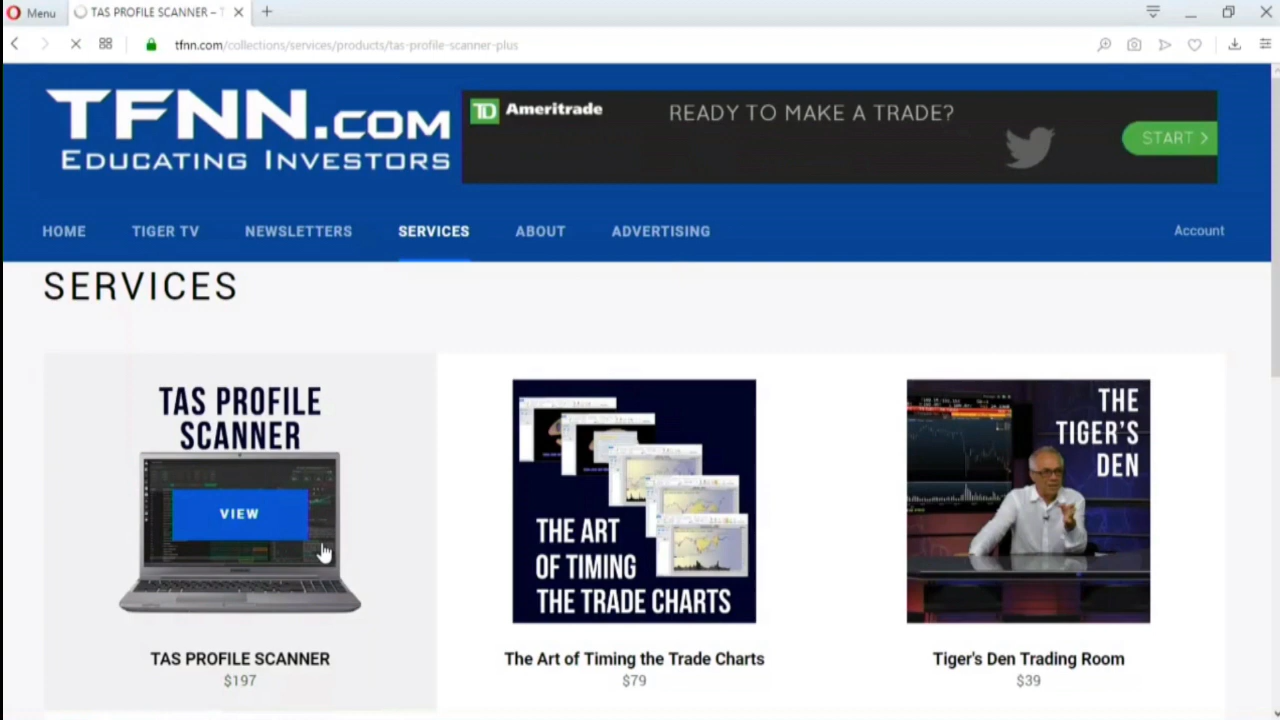 Menu
TAS PROFILE SCANNER –
tfnn.com/collections/services/products/tas-profile-scanner-plus
TFNN.COM
EDUCATING INVESTORS
TD Ameritrade
READY TO MAKE A TRADE?
START >
HOME
TIGER TV
NEWSLETTERS
SERVICES
ABOUT
ADVERTISING
Account
SERVICES
TAS PROFILE
SCANNER
VIEW
TAS PROFILE SCANNER
$197
THE ART
OF TIMING
THE TRADE CHARTS
The Art of Timing the Trade Charts
$79
THE
TIGER'S
DEN
Tiger's Den Trading Room
$39